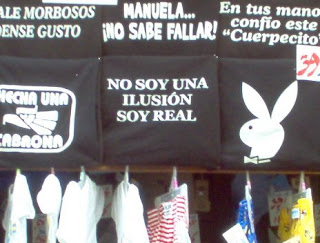 ALE MORBOSOS
DENSE GUSTO
MANUELA...
¡NO SABE FALLAR!
En tus mano
confío este
"Cuerpecito"
HECHA UNA
CABRONA
NO SOY UNA
ILUSIÓN
SOY REAL